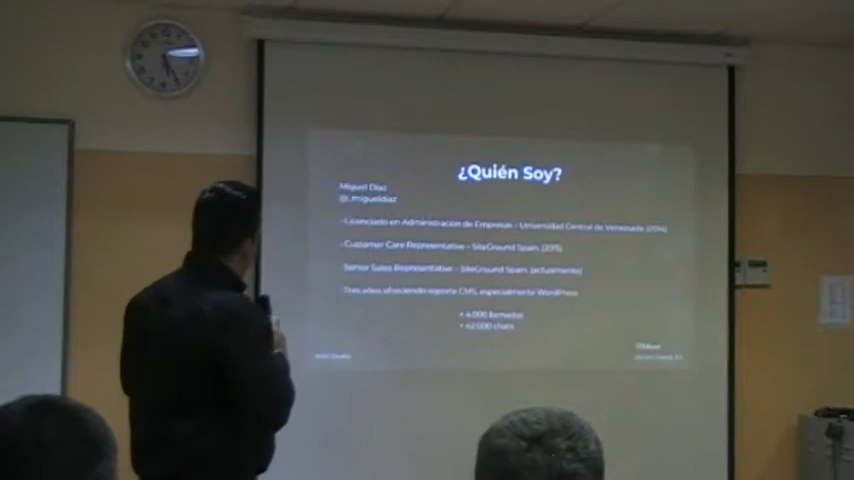 ¿Quién Soy?
Miguel Díaz
@_migueldiaz
- Licenciado en Administración de Empresas – Universidad Central de Venezuela (2014)
- Customer Care Representative – SiteGround Spain. (2015)
- Senior Sales Representative – SiteGround Spain. (actualmente)
- Tres años ofreciendo soporte CMS, especialmente WordPress
+ 4.000 llamadas
+ 42.000 chats